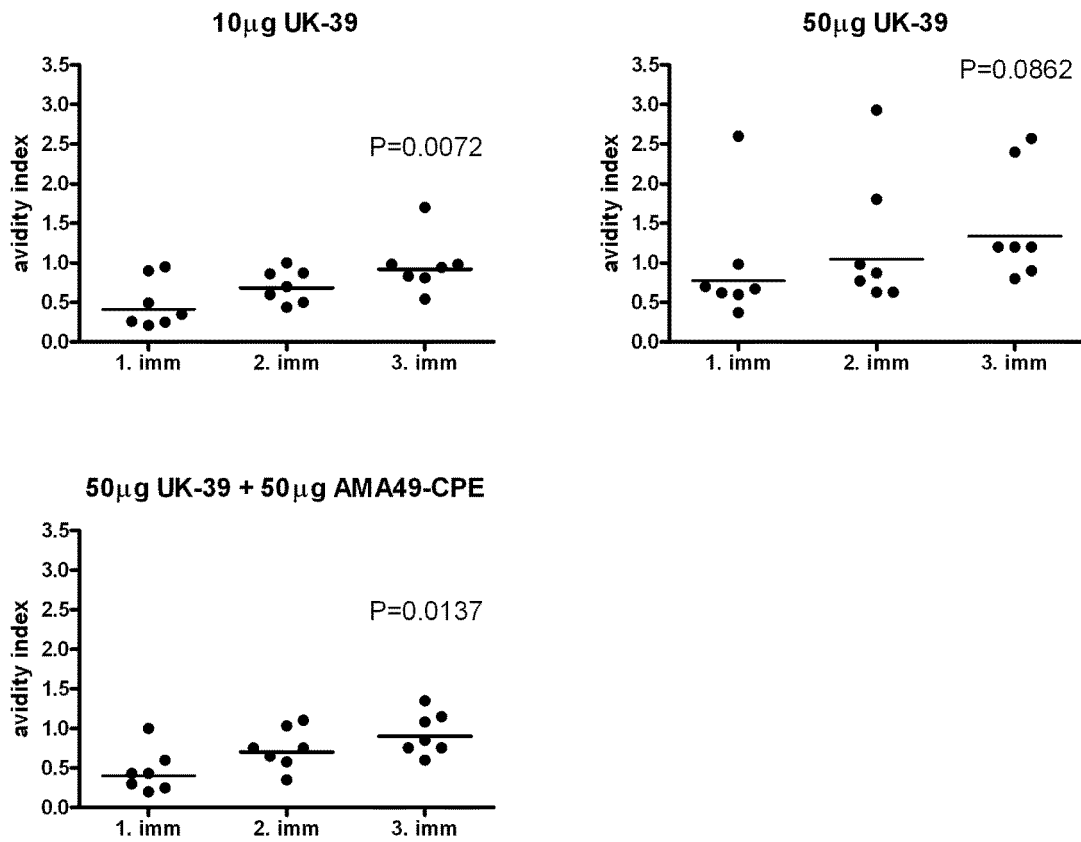 10μg UK-39
3.5
3.0
2.5
2.0
1.5
1.0
0.5
0.0
avidity index
P=0.0072
1. imm 2. imm 3. imm
50μg UK-39
3.5
3.0
2.5
2.0
1.5
1.0
0.5
0.0
avidity index
P=0.0862
1. imm 2. imm 3. imm
50μg UK-39 + 50μg AMA49-CPE
3.5
3.0
2.5
2.0
1.5
1.0
0.5
0.0
avidity index
P=0.0137
1. imm 2. imm 3. imm